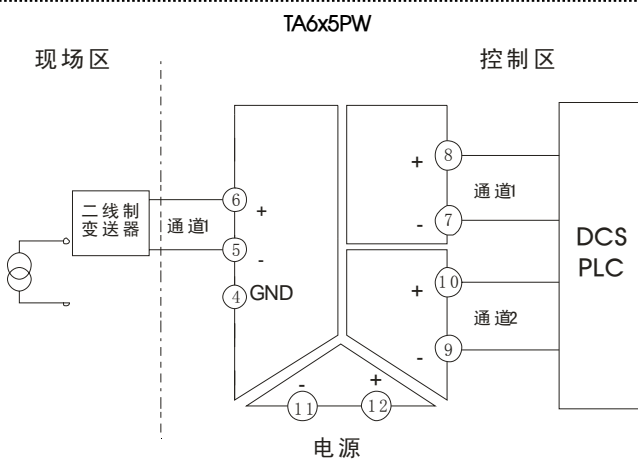 TA6x5PW
现场区
控制区
二线制
变送器
通道1
6
+
5
-
4
GND
+
8
通道1
-
7
+
10
通道2
-
9
DCS
PLC
-
+
11
12
电源